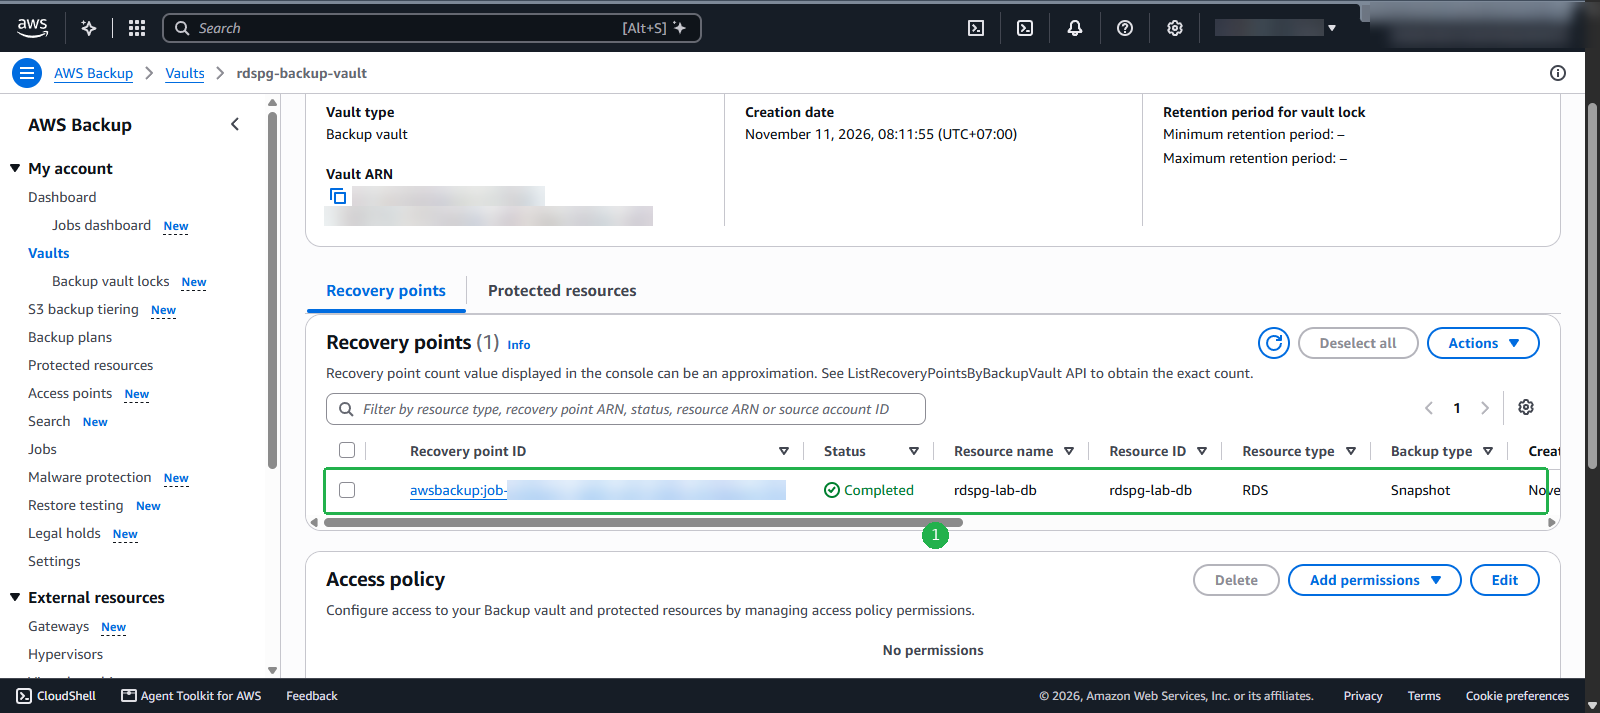 aws
Search [Alt+S]
AWS Backup > Vaults > rdspg-backup-vault
AWS Backup
My account
Dashboard
Jobs dashboard New
Vaults
Backup vault locks New
S3 backup tiering New
Backup plans
Protected resources
Access points New
Search New
Jobs
Malware protection New
Restore testing New
Legal holds New
Settings
External resources
Gateways New
Hypervisors
Vault type
Backup vault
Vault ARN
Creation date
November 11, 2026, 08:11:55 (UTC+07:00)
Retention period for vault lock
Minimum retention period: –
Maximum retention period: –
Recovery points Protected resources
Recovery points (1) Info
Deselect all Actions
Recovery point count value displayed in the console can be an approximation. See ListRecoveryPointsByBackupVault API to obtain the exact count.
Filter by resource type, recovery point ARN, status, resource ARN or source account ID
1
Recovery point ID Status Resource name Resource ID Resource type Backup type Creat
awsbackup:job- Completed rdspg-lab-db rdspg-lab-db RDS Snapshot Nove
1
Access policy
Delete Add permissions Edit
Configure access to your Backup vault and protected resources by managing access policy permissions.
No permissions
CloudShell Agent Toolkit for AWS Feedback © 2026, Amazon Web Services, Inc. or its affiliates. Privacy Terms Cookie preferences